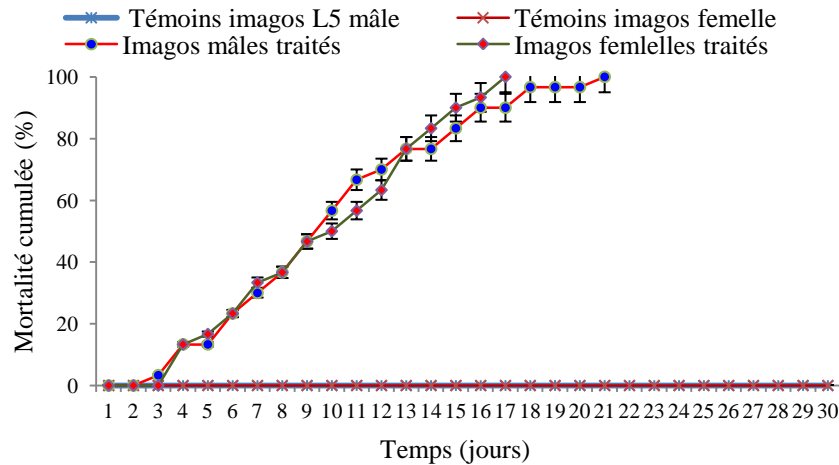 Témoins imagos L5 mâle
Témoins imagos femelle
Imagos mâles traités
Imagos femlelles traités
Mortalité cumulée (%)
100
80
60
40
20
0
1 2 3 4 5 6 7 8 9 10 11 12 13 14 15 16 17 18 19 20 21 22 23 24 25 26 27 28 29 30
Temps (jours)